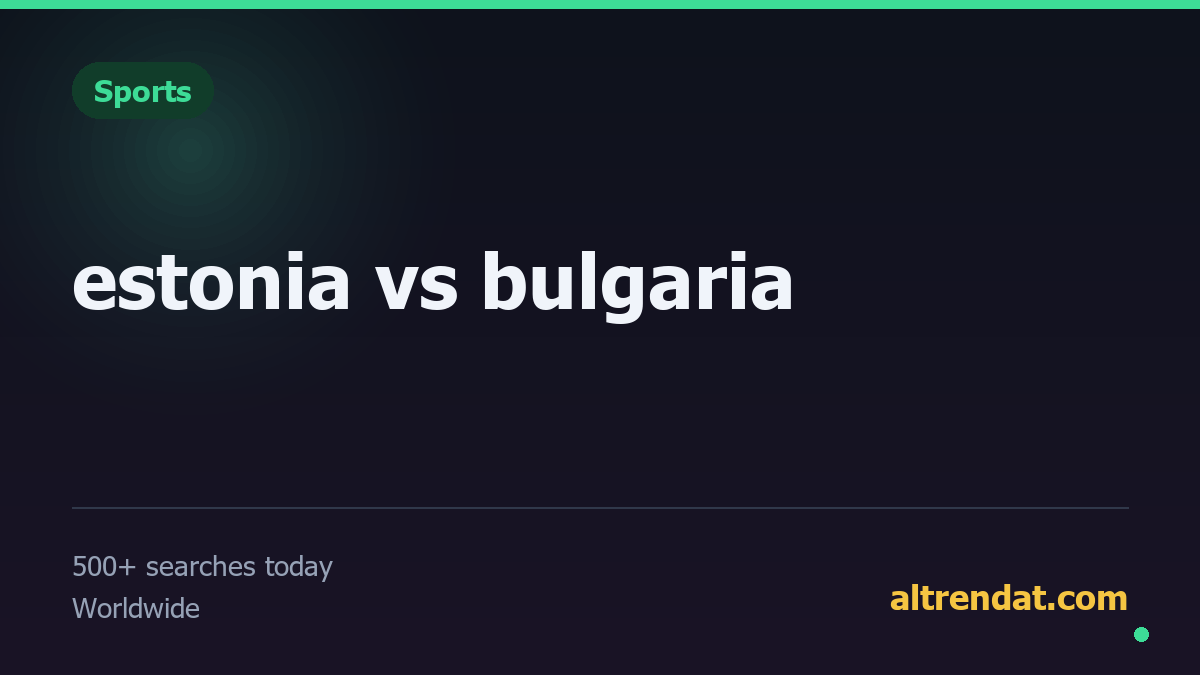 Sports
estonia vs bulgaria
500+ searches today
Worldwide
altrendat.com